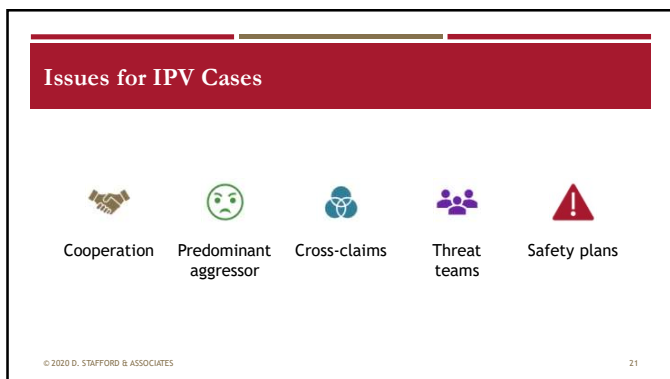 Issues for IPV Cases
Cooperation
Predominant
aggressor
Cross-claims
Threat
teams
Safety plans
© 2020 D. STAFFORD & ASSOCIATES
21